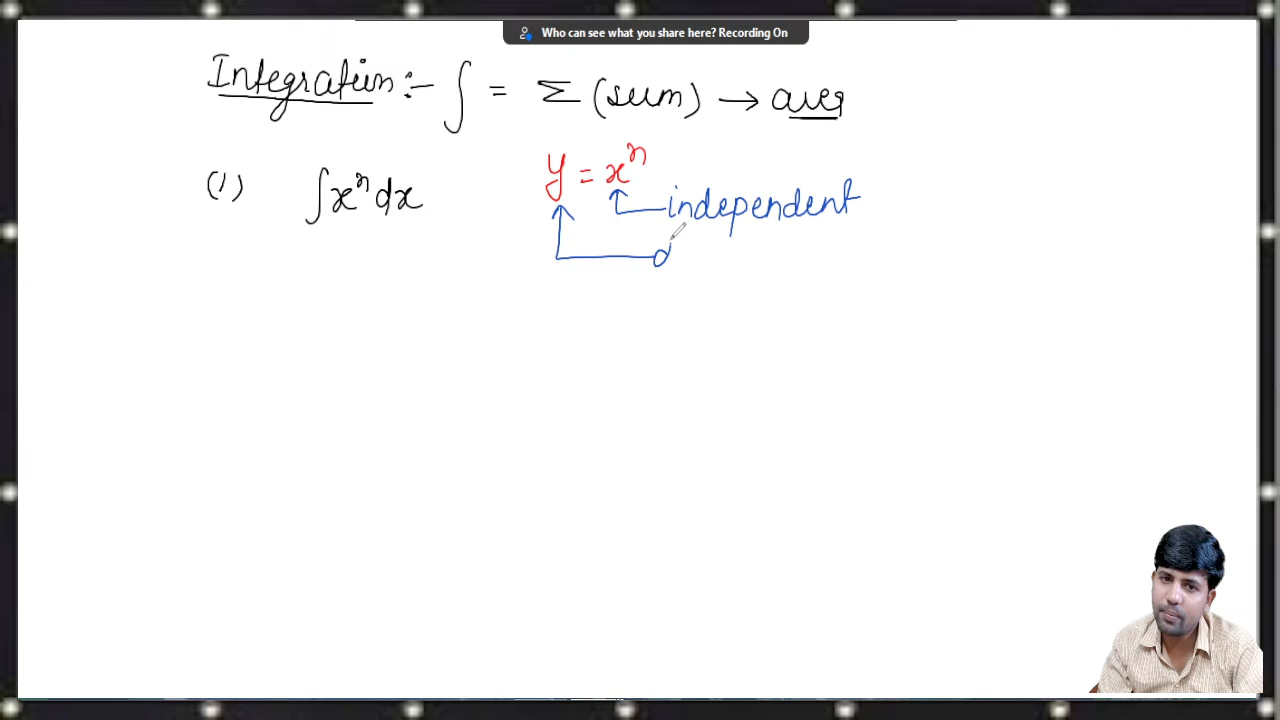 Who can see what you share here? Recording On
Integration :- ∫ = Σ (sum) → area
(1) ∫xⁿ dx y = xⁿ
independent
d